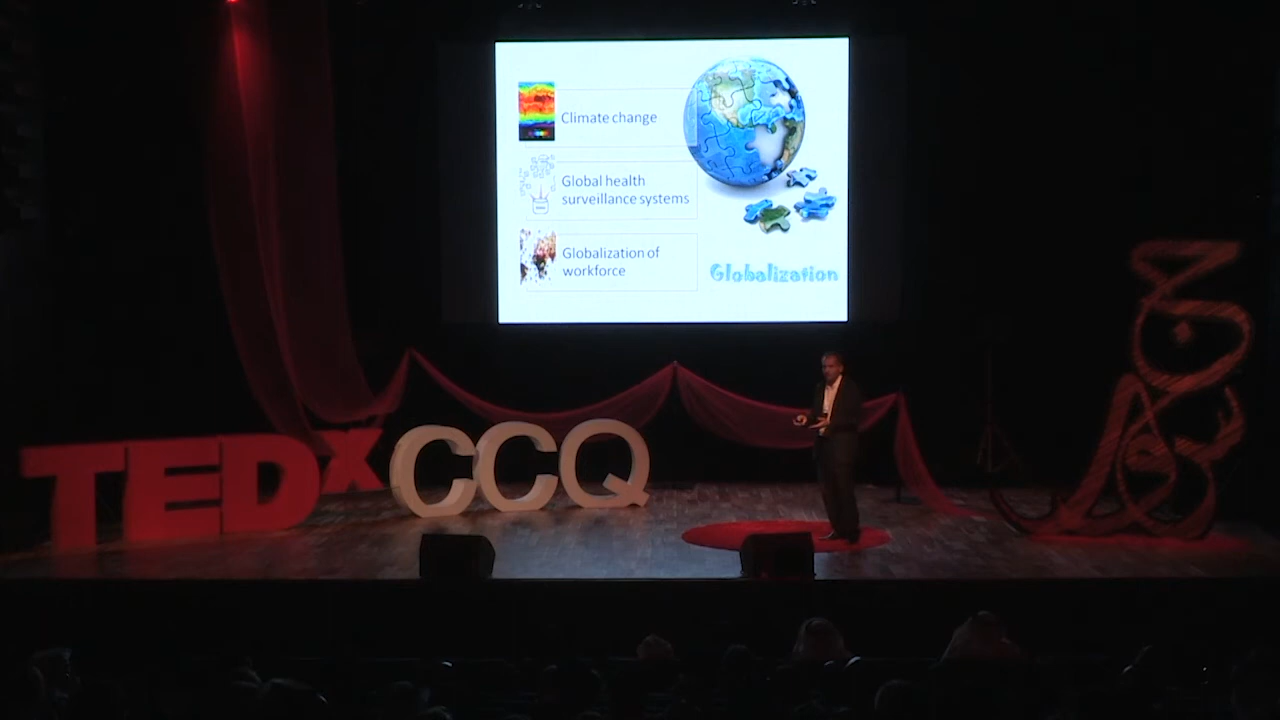 Climate change
Global health
surveillance systems
Globalization of
workforce
Globalization
TEDxCCQ